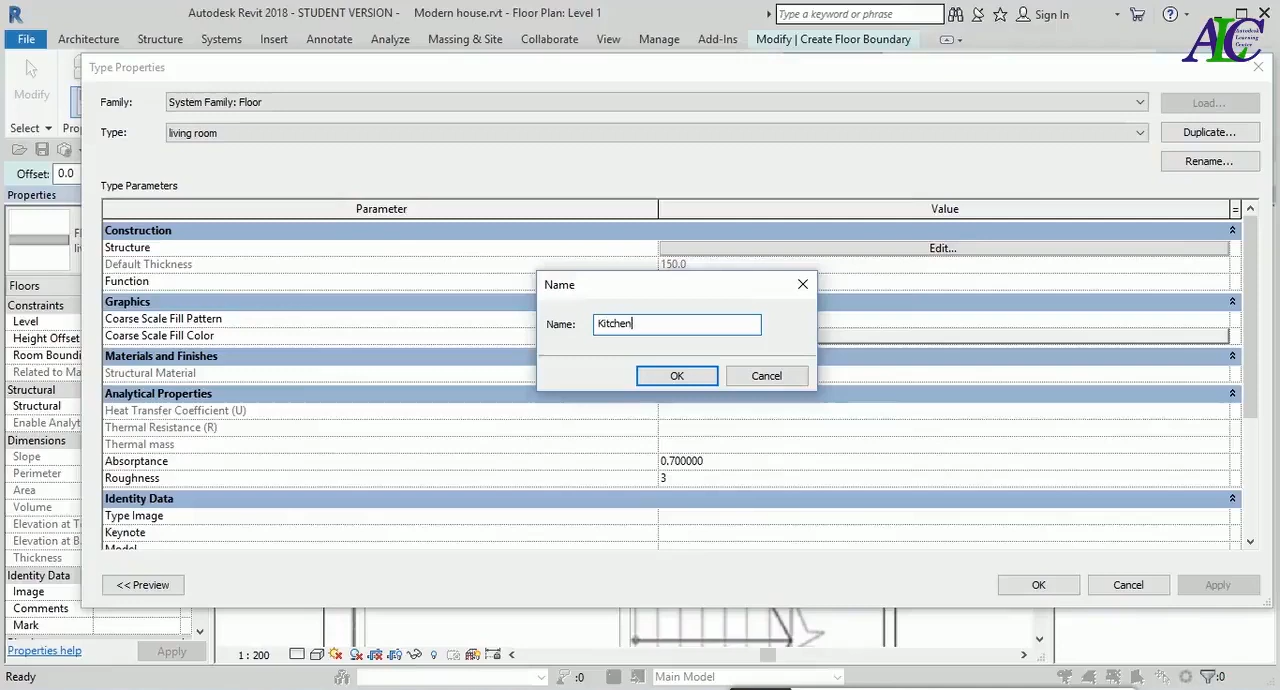 Autodesk Revit 2018 - STUDENT VERSION - Modern house.rvt - Floor Plan: Level 1
Type a keyword or phrase
Sign In
File Architecture Structure Systems Insert Annotate Analyze Massing & Site View Manage Add-Ins Modify | Create Floor Boundary
ALC
Autodesk
Learning
Center
Modify
Select
Type Properties
Family: System Family: Floor Load...
Type: living room Duplicate...
Rename...
Offset: 0.0
Type Parameters
Properties
Parameter Value =
Construction
Structure Edit...
Default Thickness 150.0
Function
Graphics
Coarse Scale Fill Pattern
Coarse Scale Fill Color
Materials and Finishes
Structural Material
Analytical Properties
Heat Transfer Coefficient (U)
Thermal Resistance (R)
Thermal mass
Absorptance 0.700000
Roughness 3
Identity Data
Type Image
Keynote
Model
<< Preview OK Cancel Apply
Name
Name: Kitchen
OK Cancel
Floors
Constraints
Level
Height Offset
Room Boundi
Related to Ma
Structural
Structural
Enable Analyt
Dimensions
Slope
Perimeter
Area
Volume
Elevation at T
Elevation at B.
Thickness
Identity Data
Image
Comments
Mark
Properties help Apply
1 : 200
Ready :0 Main Model :0